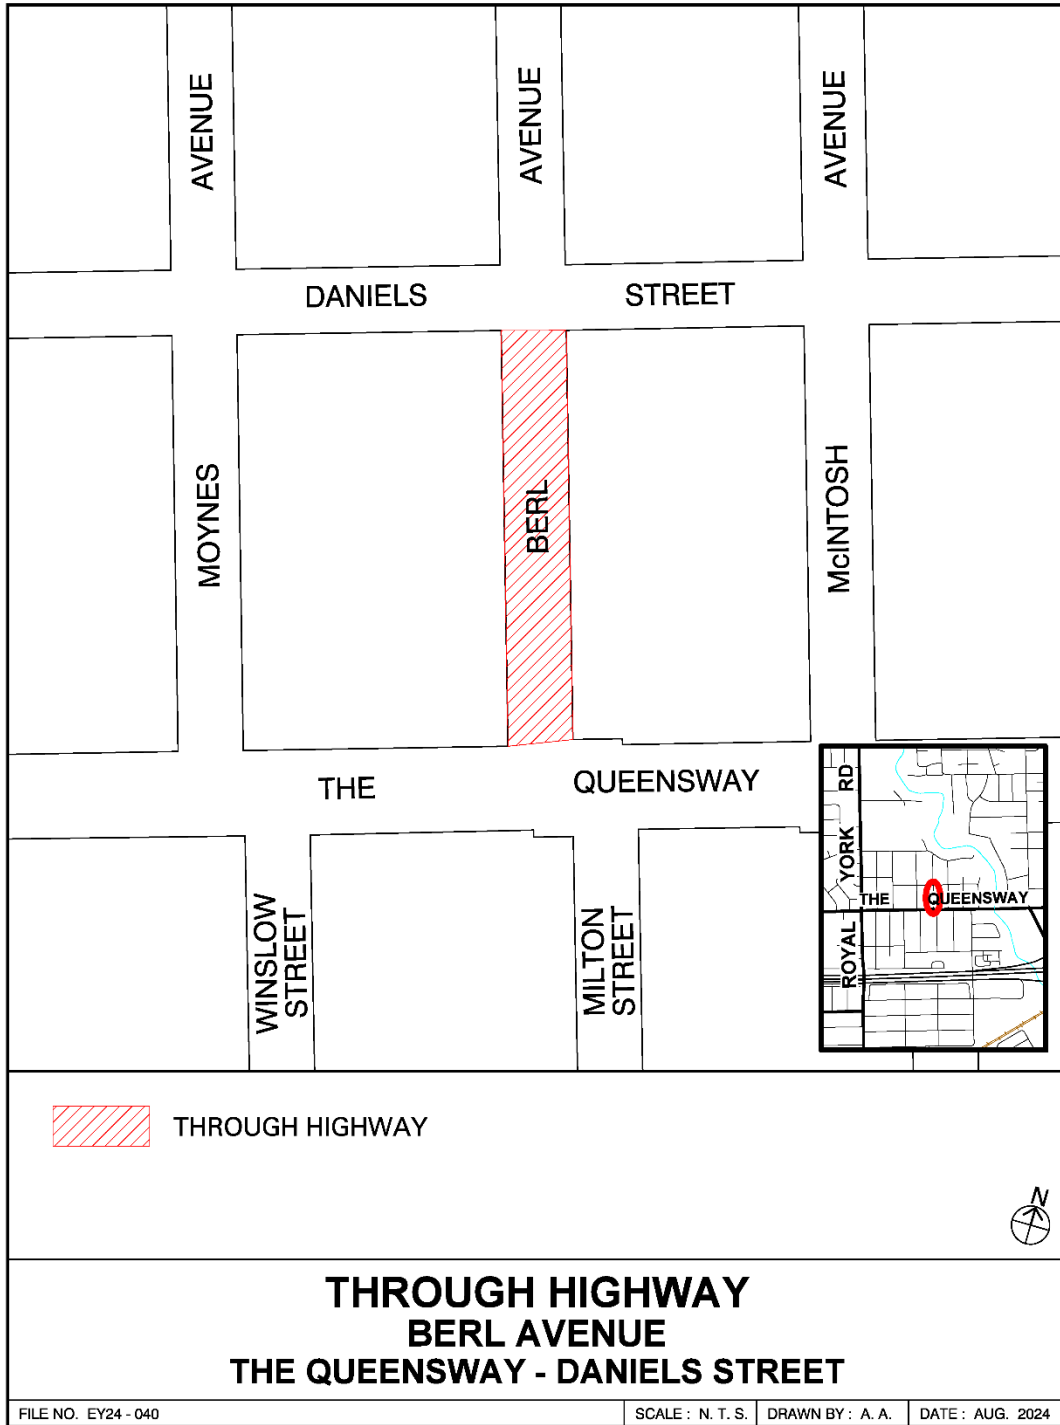 AVENUE
AVENUE
AVENUE
DANIELS STREET
MOYNES
BERL
McINTOSH
THE QUEENSWAY
WINSLOW
STREET
MILTON
STREET
ROYAL YORK RD
THE QUEENSWAY
THROUGH HIGHWAY
N
THROUGH HIGHWAY
BERL AVENUE
THE QUEENSWAY - DANIELS STREET
FILE NO. EY24 - 040
SCALE : N. T. S.
DRAWN BY : A. A.
DATE : AUG. 2024